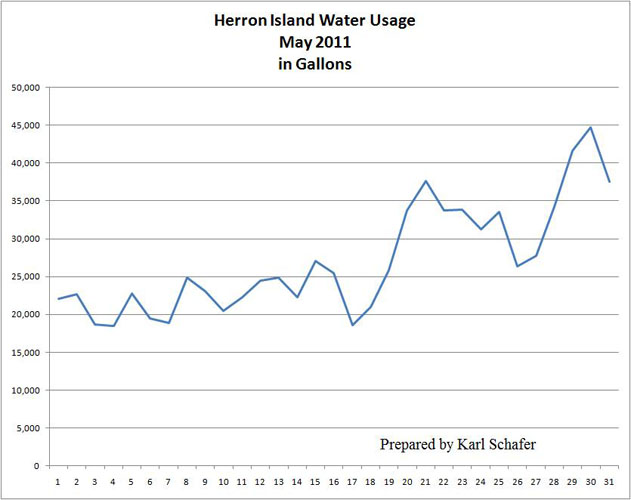 Herron Island Water Usage
May 2011
in Gallons
50,000
45,000
40,000
35,000
30,000
25,000
20,000
15,000
10,000
5,000
0
Prepared by Karl Schafer
1 2 3 4 5 6 7 8 9 10 11 12 13 14 15 16 17 18 19 20 21 22 23 24 25 26 27 28 29 30 31